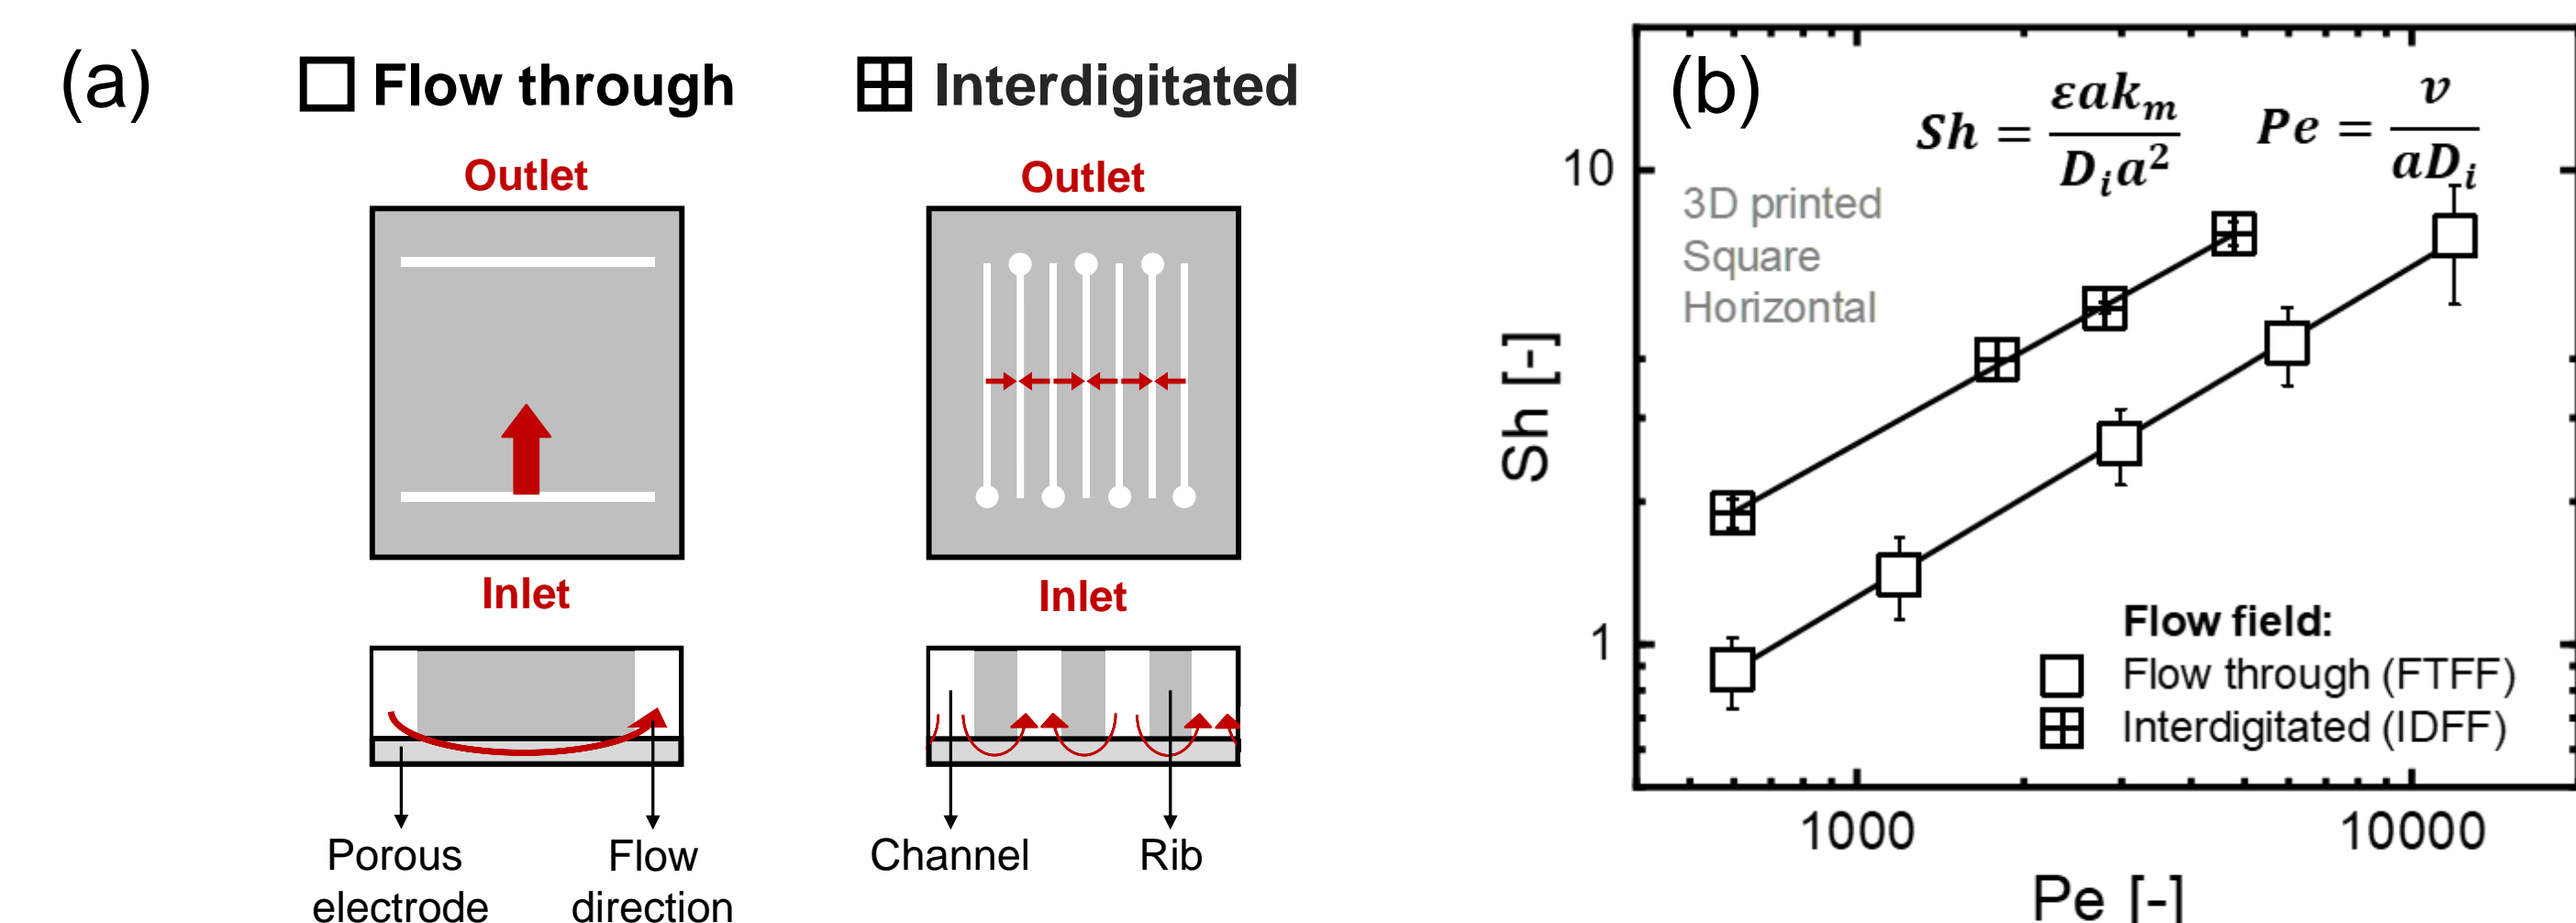 (a)
Flow through
Interdigitated
Outlet
Outlet
Inlet
Inlet
Porous
electrode
Flow
direction
Channel
Rib
(b)
Sh = εak_m / D_i a²
Pe = v / aD_i
3D printed
Square
Horizontal
10
1
Sh [-]
Flow field:
Flow through (FTFF)
Interdigitated (IDFF)
1000
10000
Pe [-]